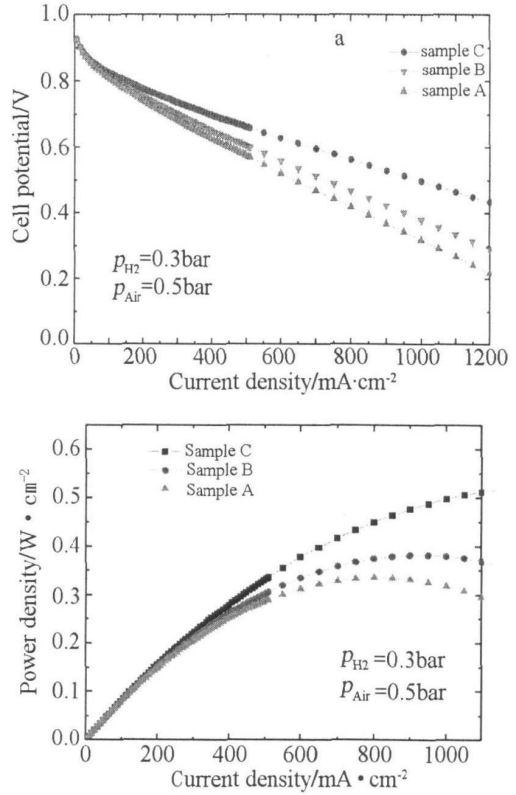 a
sample C
sample B
sample A
1.0
0.8
0.6
0.4
0.2
0.0
Cell potential/V
pH2=0.3bar
pAir=0.5bar
0 200 400 600 800 1000 1200
Current density/mA·cm-2
Sample C
Sample B
Sample A
0.6
0.5
0.4
0.3
0.2
0.1
0.0
Power density/W • cm-2
pH2=0.3bar
pAir=0.5bar
0 200 400 600 800 1000
Current density/mA • cm-2